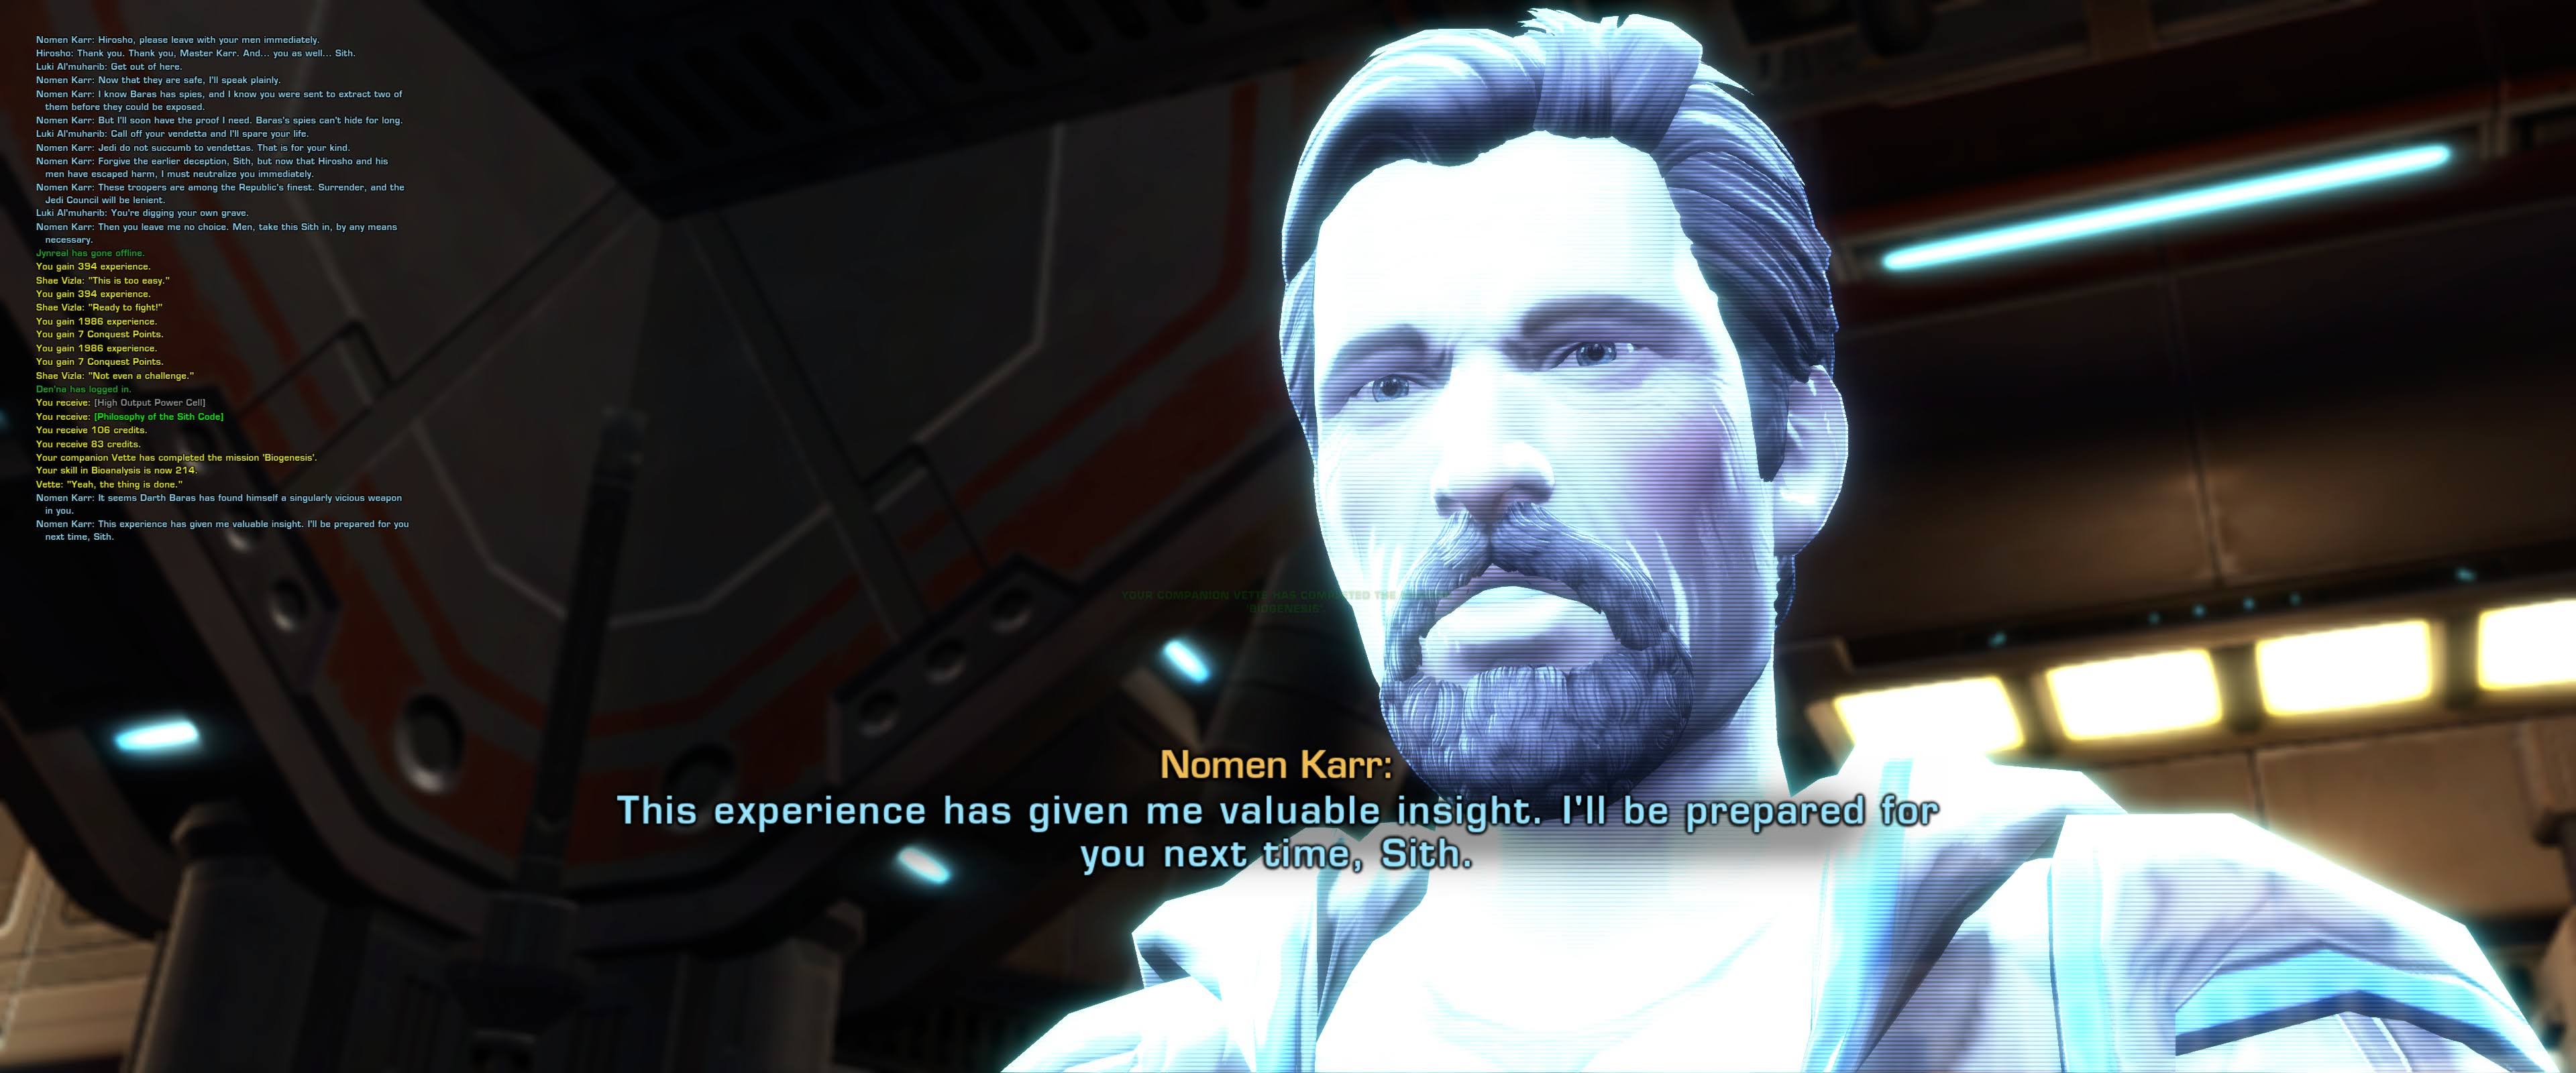 Nomen Karr: Hirosho, please leave with your men immediately.
Hirosho: Thank you. Thank you, Master Karr. And... you as well... Sith.
Luki Al'muharib: Get out of here.
Nomen Karr: Now that they are safe, I'll speak plainly.
Nomen Karr: I know Baras has spies, and I know you were sent to extract two of
them before they could be exposed.
Nomen Karr: But I'll soon have the proof I need. Baras's spies can't hide for long.
Luki Al'muharib: Call off your vendetta and I'll spare your life.
Nomen Karr: Jedi do not succumb to vendettas. That is for your kind.
Nomen Karr: Forgive the earlier deception, Sith, but now that Hirosho and his
men have escaped harm, I must neutralize you immediately.
Nomen Karr: These troopers are among the Republic's finest. Surrender, and the
Jedi Council will be lenient.
Luki Al'muharib: You're digging your own grave.
Nomen Karr: Then you leave me no choice. Men, take this Sith in, by any means
necessary.
Jynreal has gone offline.
You gain 394 experience.
Shae Vizla: "This is too easy."
You gain 394 experience.
Shae Vizla: "Ready to fight!"
You gain 1986 experience.
You gain 7 Conquest Points.
You gain 1986 experience.
You gain 7 Conquest Points.
Shae Vizla: "Not even a challenge."
Den'na has logged in.
You receive: [High Output Power Cell]
You receive: [Philosophy of the Sith Code]
You receive 106 credits.
You receive 83 credits.
Your companion Vette has completed the mission 'Biogenesis'.
Your skill in Bioanalysis is now 214.
Vette: "Yeah, the thing is done."
Nomen Karr: It seems Darth Baras has found himself a singularly vicious weapon
in you.
Nomen Karr: This experience has given me valuable insight. I'll be prepared for you
next time, Sith.
YOUR COMPANION VETTE HAS COMPLETED THE
'BIOGENESIS'
Nomen Karr:
This experience has given me valuable insight. I'll be prepared for
you next time, Sith.